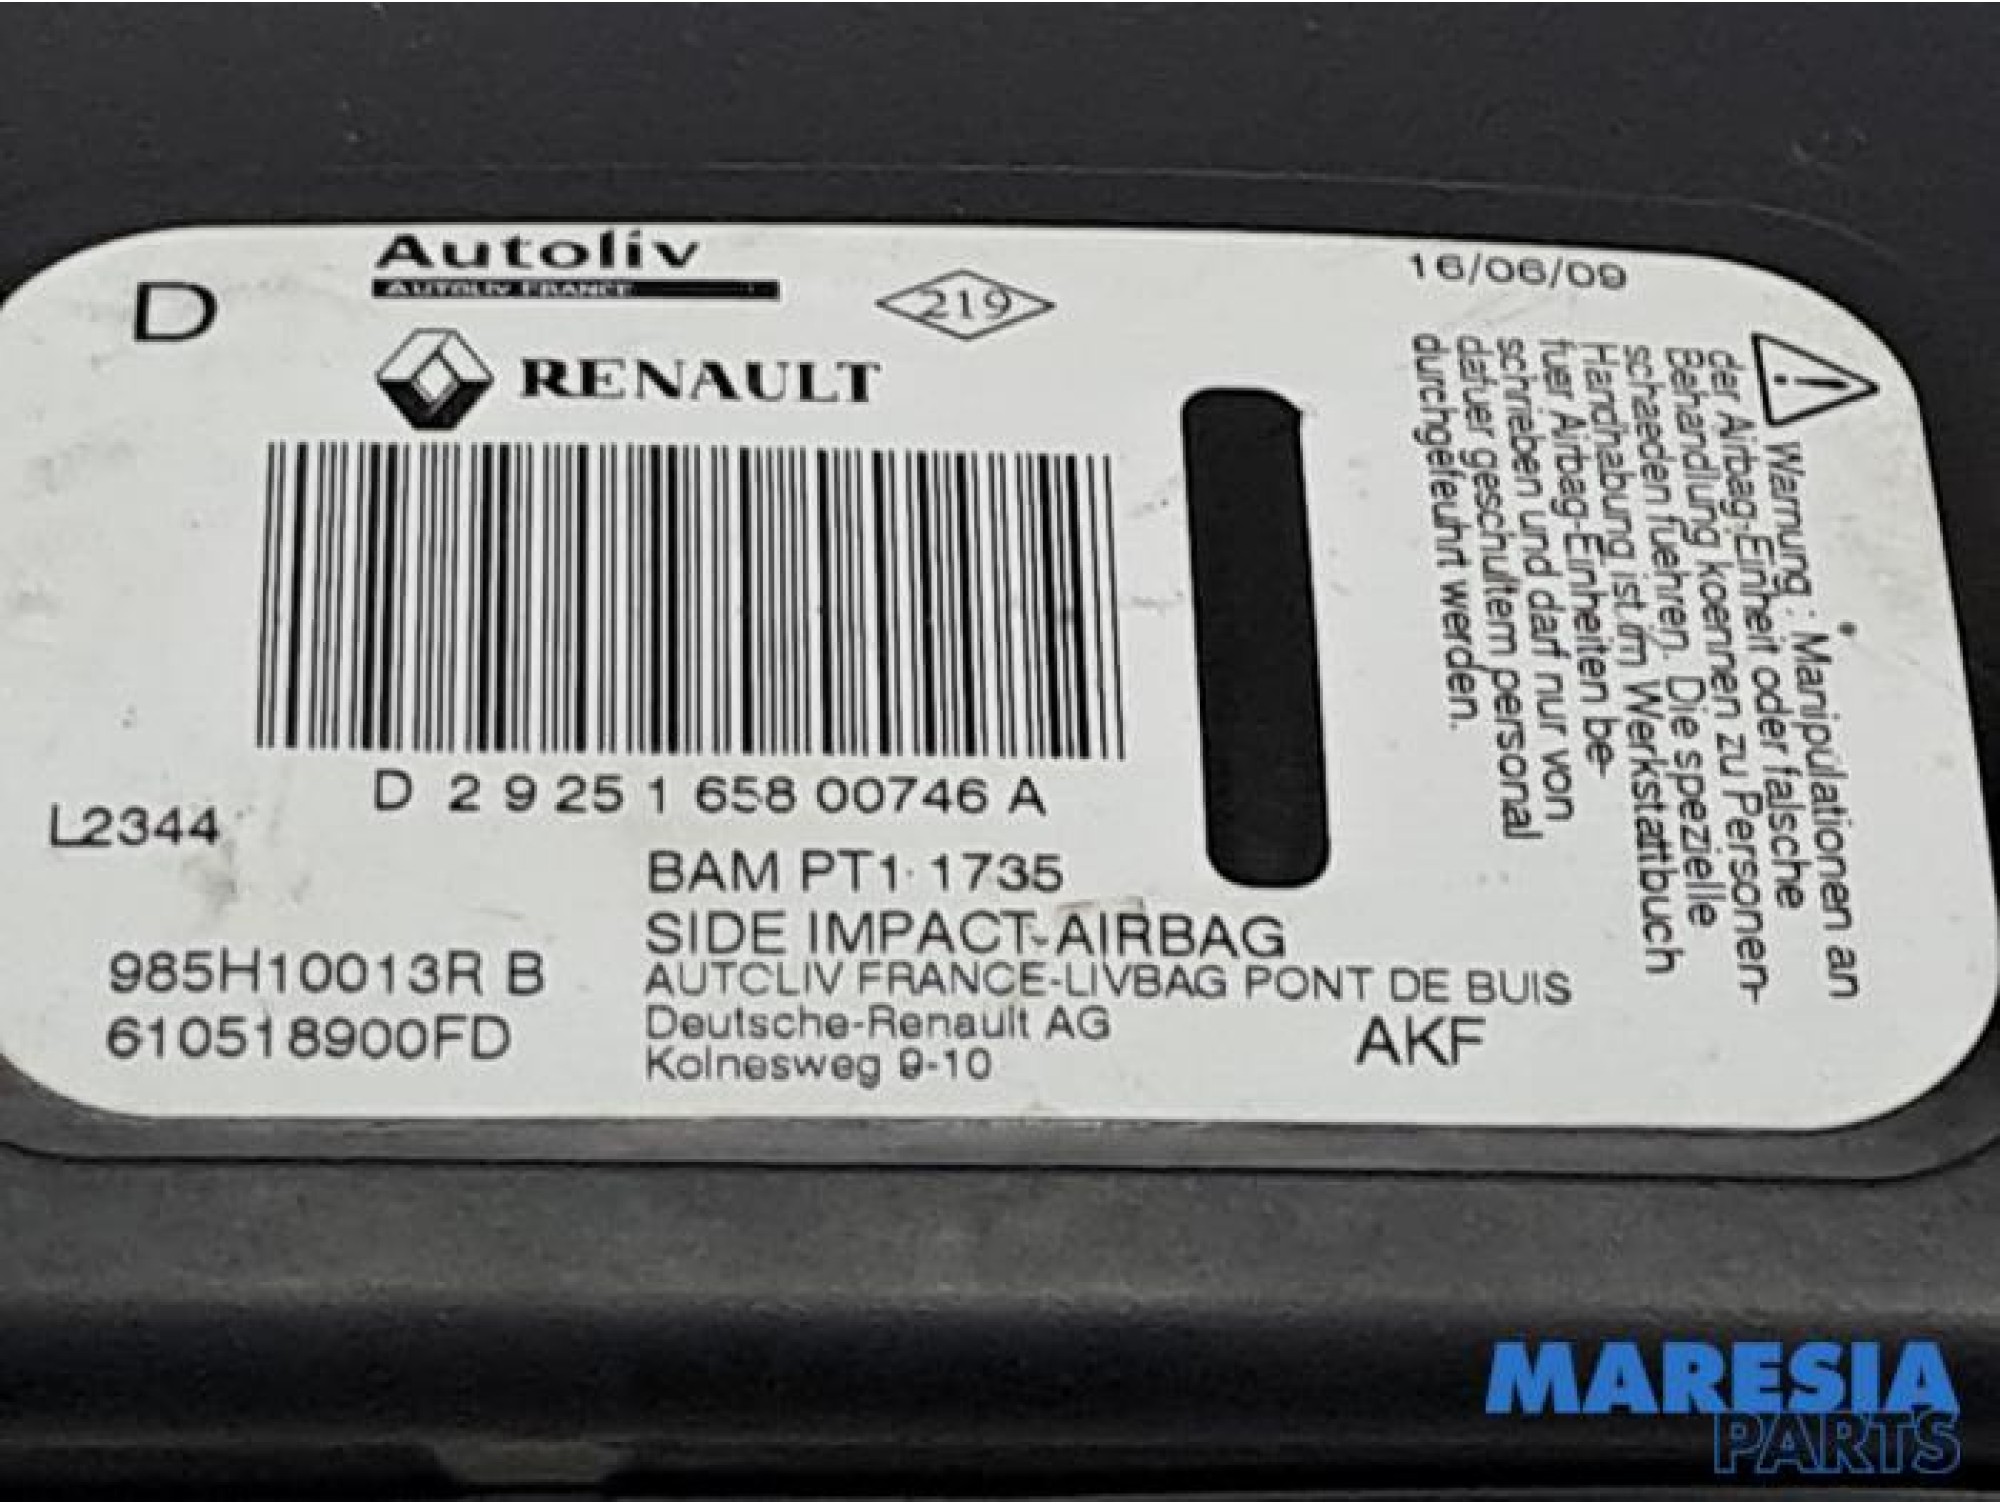 D
Autoliv
AUTOLIV FRANCE
219
RENAULT
16/06/09
D 2 9 25 1 658 00746 A
L2344
BAM PT1 1735
SIDE IMPACT-AIRBAG
985H10013R B
AUTOLIV FRANCE-LIVBAG PONT DE BUIS
610518900FD
Deutsche-Renault AG
AKF
Kolnesweg 9-10
Warnung : Manipulationen an
der Airbag-Einheit oder falsche
Behandlung koennen zu Personen-
schaeden fuehren. Die spezielle
Handhabung ist im Werkstattbuch
fuer Airbag-Einheiten be-
schrieben und darf nur von
dafuer geschultem personal
durchgefeuhrt werden.
MARESIA
PARTS